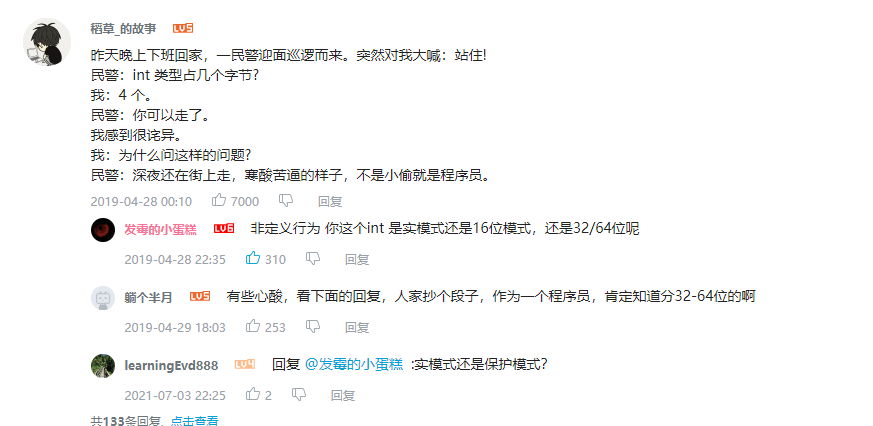 稻草_的故事 LV5
昨天晚上下班回家，一民警迎面巡逻而来。突然对我大喊：站住!
民警：int 类型占几个字节?
我：4 个。
民警：你可以走了。
我感到很诧异。
我：为什么问这样的问题?
民警：深夜还在街上走，寒酸苦逼的样子，不是小偷就是程序员。
2019-04-28 00:10 7000 回复
发霉的小蛋糕 LV6 非定义行为 你这个int 是实模式还是16位模式，还是32/64位呢
2019-04-28 22:35 310 回复
躺个半月 LV5 有些心酸，看下面的回复，人家抄个段子，作为一个程序员，肯定知道分32-64位的啊
2019-04-29 18:03 253 回复
learningEvd888 LV4 回复 @发霉的小蛋糕 :实模式还是保护模式?
2021-07-03 22:25 2 回复
共133条回复, 点击查看